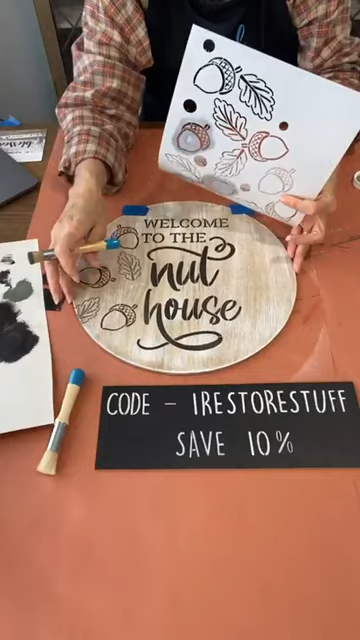 WELCOME
TO THE
nut
house
CODE - IRESTORESTUFF
SAVE 10%